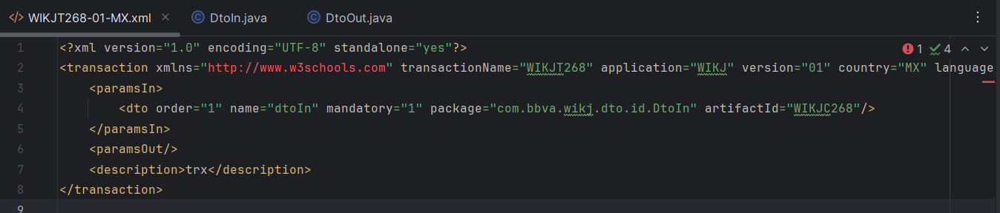 WIKJT268-01-MX.xml × DtoIn.java DtoOut.java
1 <?xml version="1.0" encoding="UTF-8" standalone="yes"?> 1 4
2 <transaction xmlns="http://www.w3schools.com" transactionName="WIKJT268" application="WIKJ" version="01" country="MX" language
3 <paramsIn>
4 <dto order="1" name="dtoIn" mandatory="1" package="com.bbva.wikj.dto.id.DtoIn" artifactId="WIKJC268"/>
5 </paramsIn>
6 <paramsOut/>
7 <description>trx</description>
8 </transaction>
9